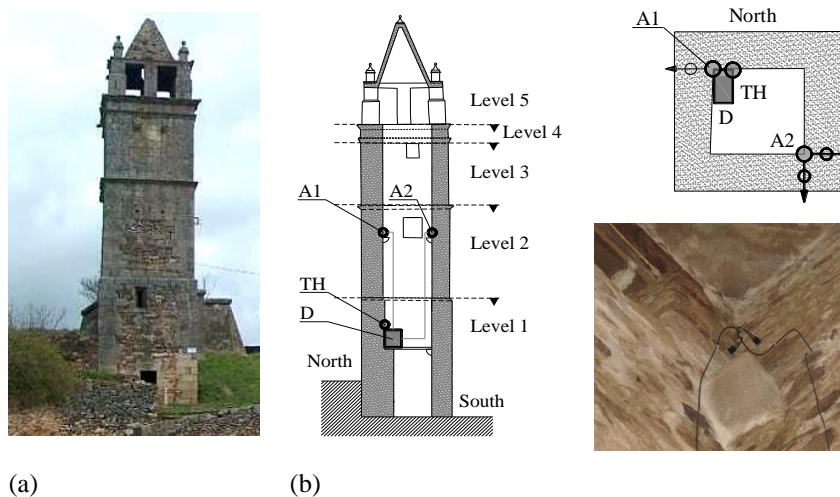 Level 5
Level 4
Level 3
A1 A2
Level 2
TH
D
Level 1
North
South
North
A1
TH
D
A2
(a) (b)